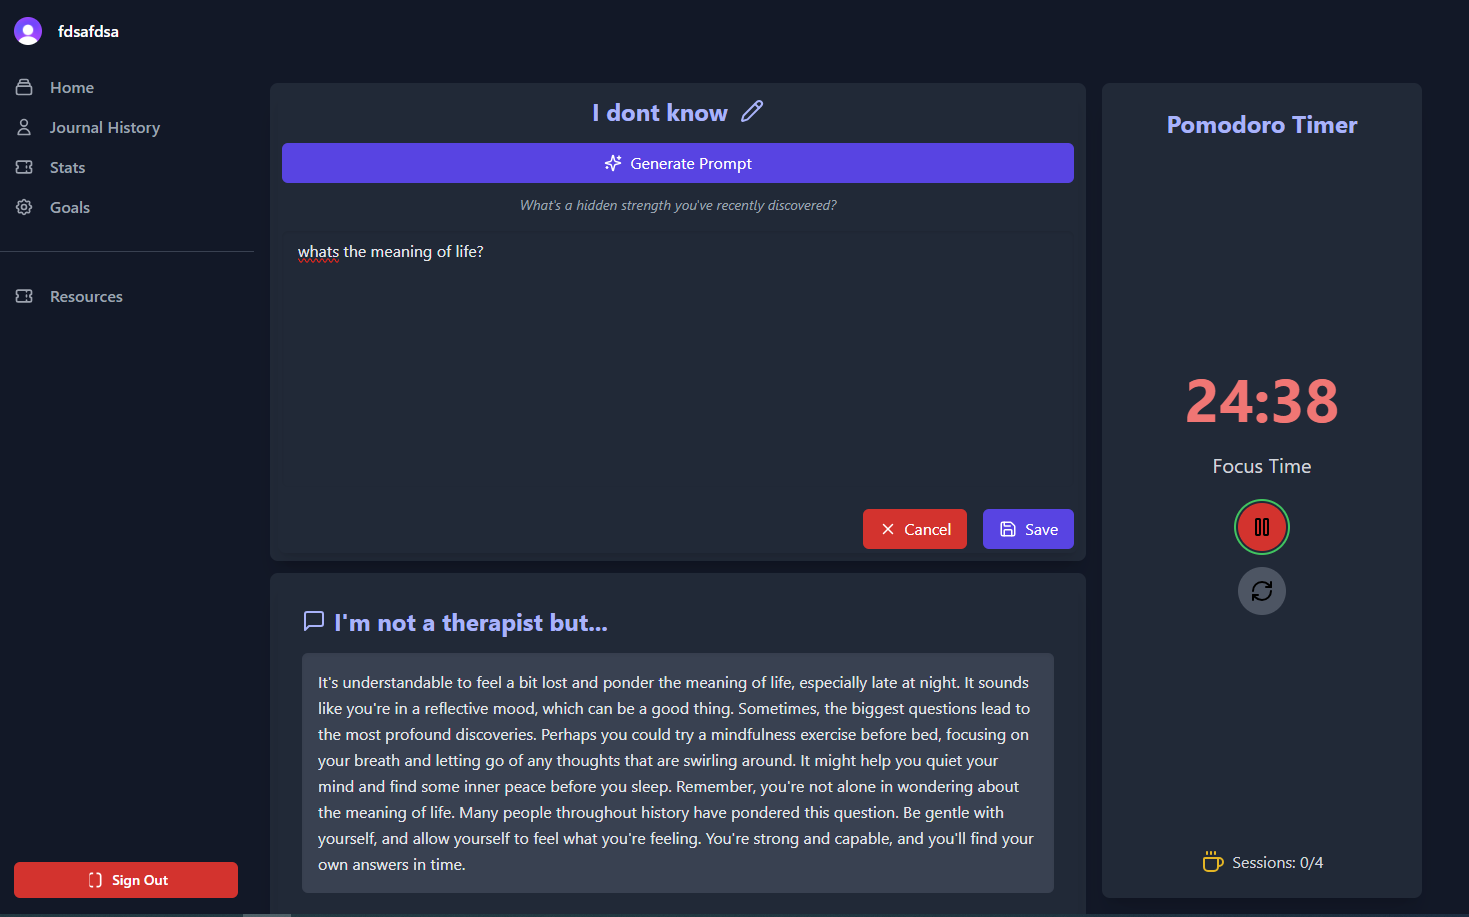 fdsafdsa
Home
Journal History
Stats
Goals
Resources
Sign Out
I dont know
Generate Prompt
What's a hidden strength you've recently discovered?
whats the meaning of life?
Cancel
Save
I'm not a therapist but...
It's understandable to feel a bit lost and ponder the meaning of life, especially late at night. It sounds
like you're in a reflective mood, which can be a good thing. Sometimes, the biggest questions lead to
the most profound discoveries. Perhaps you could try a mindfulness exercise before bed, focusing on
your breath and letting go of any thoughts that are swirling around. It might help you quiet your
mind and find some inner peace before you sleep. Remember, you're not alone in wondering about
the meaning of life. Many people throughout history have pondered this question. Be gentle with
yourself, and allow yourself to feel what you're feeling. You're strong and capable, and you'll find your
own answers in time.
Pomodoro Timer
24:38
Focus Time
Sessions: 0/4